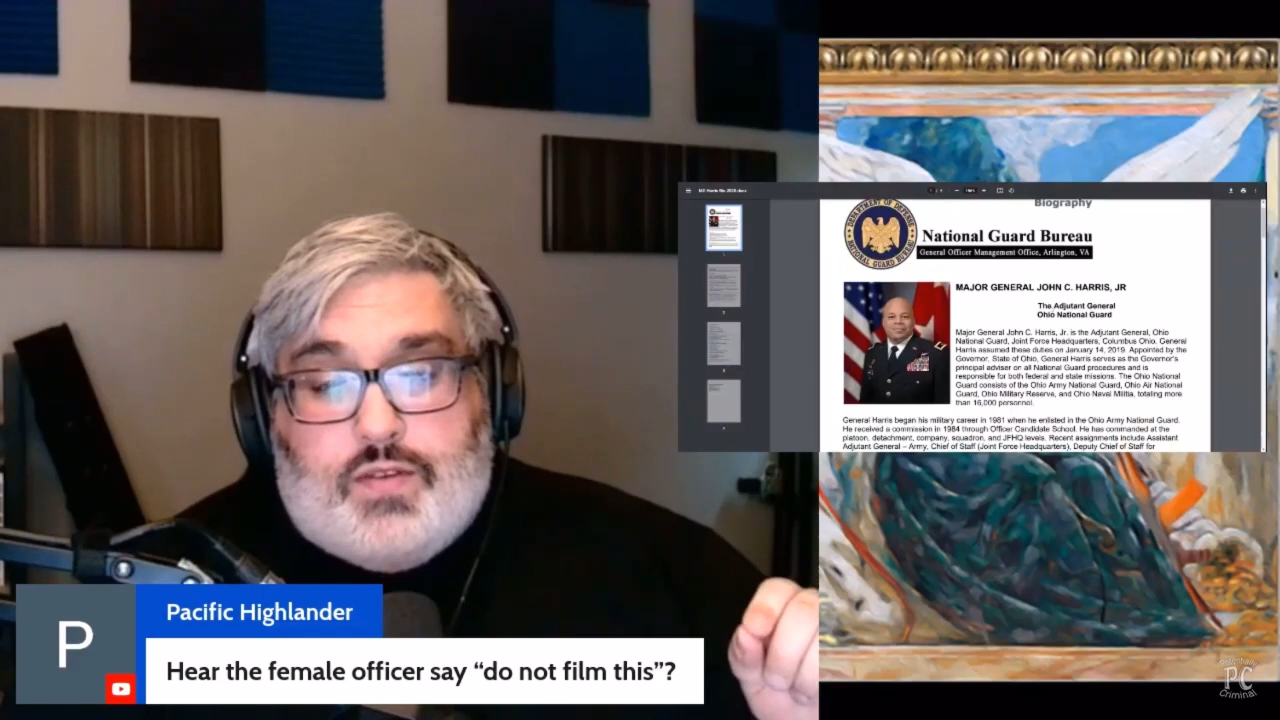 ME Harris Bio 2020.docx
Biography
DEPARTMENT OF DEFENSE
NATIONAL GUARD BUREAU
National Guard Bureau
General Officer Management Office, Arlington, VA
MAJOR GENERAL JOHN C. HARRIS, JR
The Adjutant General
Ohio National Guard
Major General John C. Harris, Jr. is the Adjutant General, Ohio
National Guard, Joint Force Headquarters, Columbus Ohio. General
Harris assumed these duties on January 14, 2019. Appointed by the
Governor, State of Ohio, General Harris serves as the Governor's
principal adviser on all National Guard procedures and is
responsible for both federal and state missions. The Ohio National
Guard consists of the Ohio Army National Guard, Ohio Air National
Guard, Ohio Military Reserve, and Ohio Naval Militia, totaling more
than 16,000 personnel.
General Harris began his military career in 1981 when he enlisted in the Ohio Army National Guard.
He received a commission in 1984 through Officer Candidate School. He has commanded at the
platoon, detachment, company, squadron, and JFHQ levels. Recent assignments include Assistant
Adjutant General – Army, Chief of Staff (Joint Force Headquarters), Deputy Chief of Staff for
P
Pacific Highlander
Hear the female officer say “do not film this”?
PC
Criminal